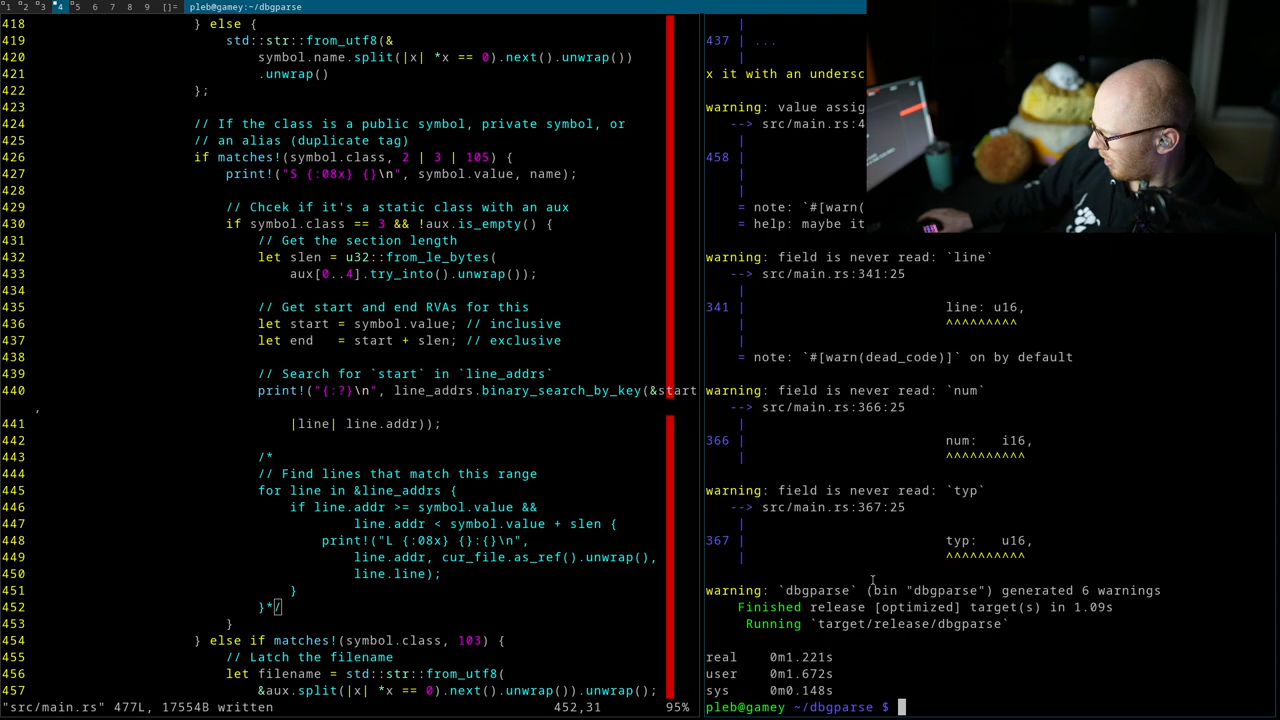 1 2 3 4 5 6 7 8 9 []= pleb@gamey:~/dbgparse
418 } else {
419 std::str::from_utf8(&
420 symbol.name.split(|x| *x == 0).next().unwrap())
421 .unwrap()
422 };
423
424 // If the class is a public symbol, private symbol, or
425 // an alias (duplicate tag)
426 if matches!(symbol.class, 2 | 3 | 105) {
427 print!("S {:08x} {}\n", symbol.value, name);
428
429 // Chcek if it's a static class with an aux
430 if symbol.class == 3 && !aux.is_empty() {
431 // Get the section length
432 let slen = u32::from_le_bytes(
433 aux[0..4].try_into().unwrap());
434
435 // Get start and end RVAs for this
436 let start = symbol.value; // inclusive
437 let end   = start + slen; // exclusive
438
439 // Search for `start` in `line_addrs`
440 print!("{:?}\n", line_addrs.binary_search_by_key(&start
,
441 |line| line.addr));
442
443 /*
444 // Find lines that match this range
445 for line in &line_addrs {
446 if line.addr >= symbol.value &&
447 line.addr < symbol.value + slen {
448 print!("L {:08x} {}:{}\n",
449 line.addr, cur_file.as_ref().unwrap(),
450 line.line);
451 }
452 }*/
453 }
454 } else if matches!(symbol.class, 103) {
455 // Latch the filename
456 let filename = std::str::from_utf8(
457 &aux.split(|x| *x == 0).next().unwrap()).unwrap();
"src/main.rs" 477L, 17554B written 452,31 95%
|
437 | ...
|
x it with an undersc
warning: value assig
--> src/main.rs:4
|
458 |
|
= note: `#[warn(
= help: maybe it
warning: field is never read: `line`
--> src/main.rs:341:25
|
341 | line: u16,
| ^^^^^^^^^
|
= note: `#[warn(dead_code)]` on by default
warning: field is never read: `num`
--> src/main.rs:366:25
|
366 | num:   i16,
| ^^^^^^^^^^
warning: field is never read: `typ`
--> src/main.rs:367:25
|
367 | typ:   u16,
| ^^^^^^^^^^
warning: `dbgparse` (bin "dbgparse") generated 6 warnings
Finished release [optimized] target(s) in 1.09s
Running `target/release/dbgparse`
real 0m1.221s
user 0m1.672s
sys 0m0.148s
pleb@gamey ~/dbgparse $